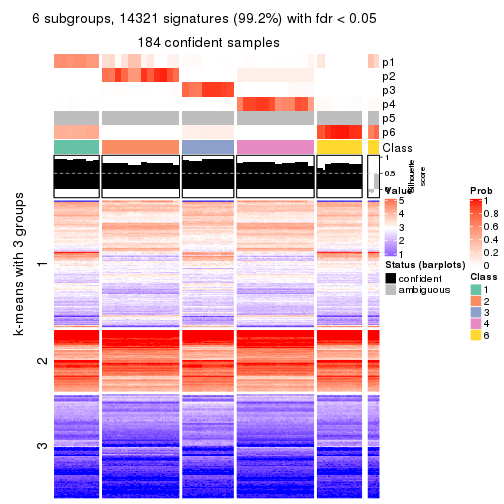 6 subgroups, 14321 signatures (99.2%) with fdr < 0.05
184 confident samples
p1
p2
p3
p4
p5
p6
Class
1
0.5
0
Silhouette
score
k-means with 3 groups
1
2
3
Value
5
4
3
2
1
Status (barplots)
confident
ambiguous
Prob
1
0.8
0.6
0.4
0.2
0
Class
1
2
3
4
6